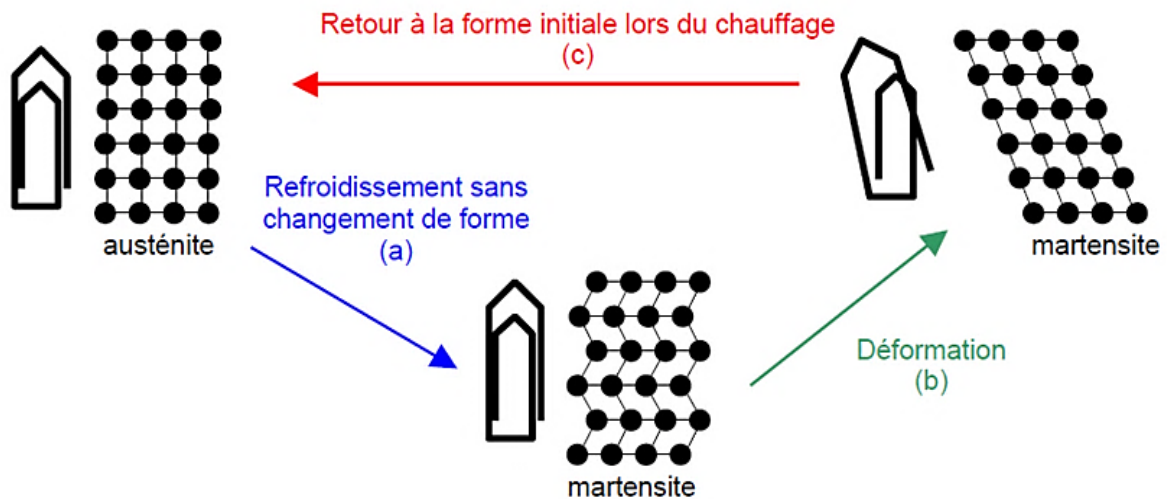 Retour à la forme initiale lors du chauffage
(c)
Refroidissement sans
changement de forme
(a)
austénite
martensite
Déformation
(b)
martensite